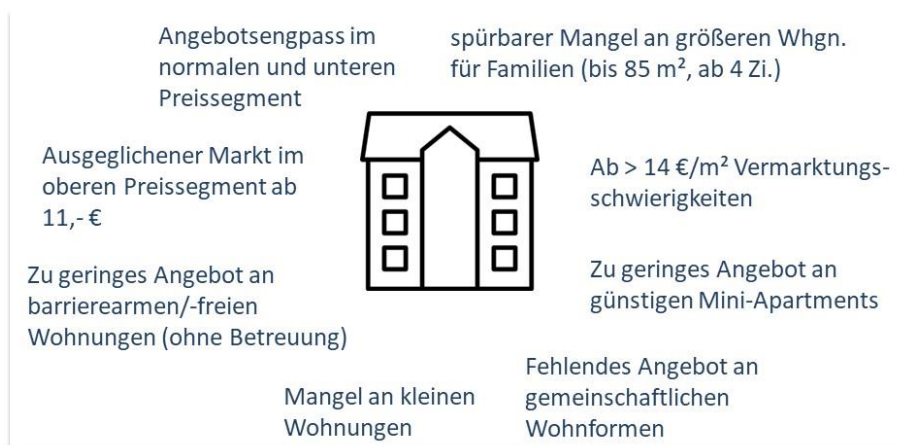 Angebotsengpass im
normalen und unteren
Preissegment
spürbarer Mangel an größeren Whgn.
für Familien (bis 85 m², ab 4 Zi.)
Ausgeglichener Markt im
oberen Preissegment ab
11,- €
Ab > 14 €/m² Vermarktungs-
schwierigkeiten
Zu geringes Angebot an
barrierearmen/-freien
Wohnungen (ohne Betreuung)
Zu geringes Angebot an
günstigen Mini-Apartments
Mangel an kleinen
Wohnungen
Fehlendes Angebot an
gemeinschaftlichen
Wohnformen